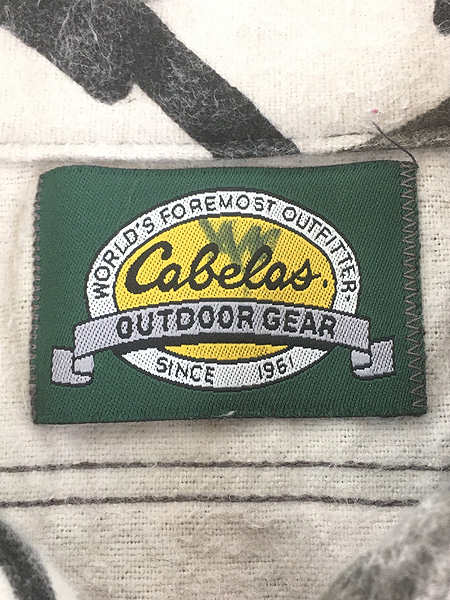 WORLD'S FOREMOST OUTFITTER.
Cabelas.
OUTDOOR GEAR
SINCE 1961